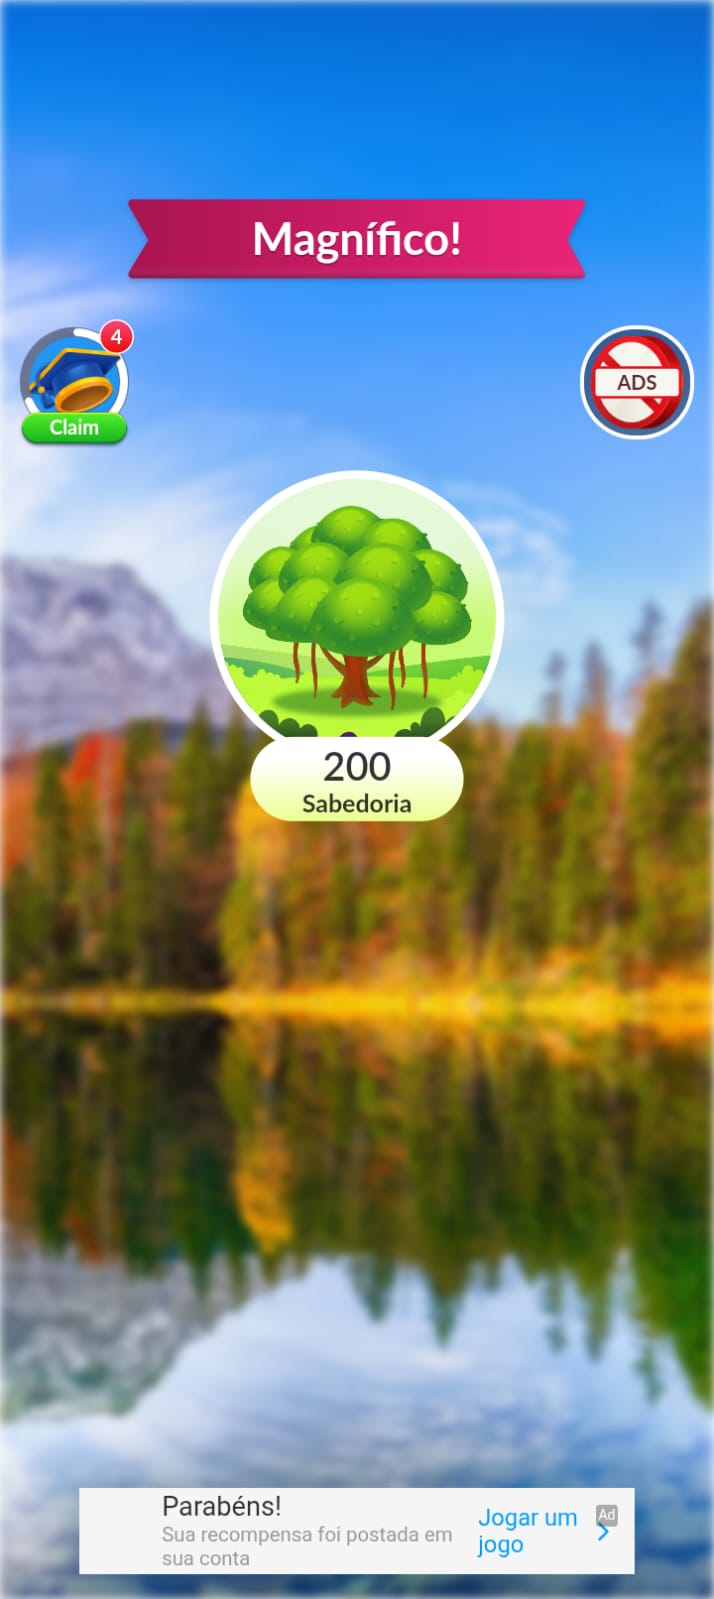 Magnífico!
4
Claim
ADS
200
Sabedoria
Parabéns!
Sua recompensa foi postada em
sua conta
Jogar um
jogo
Ad